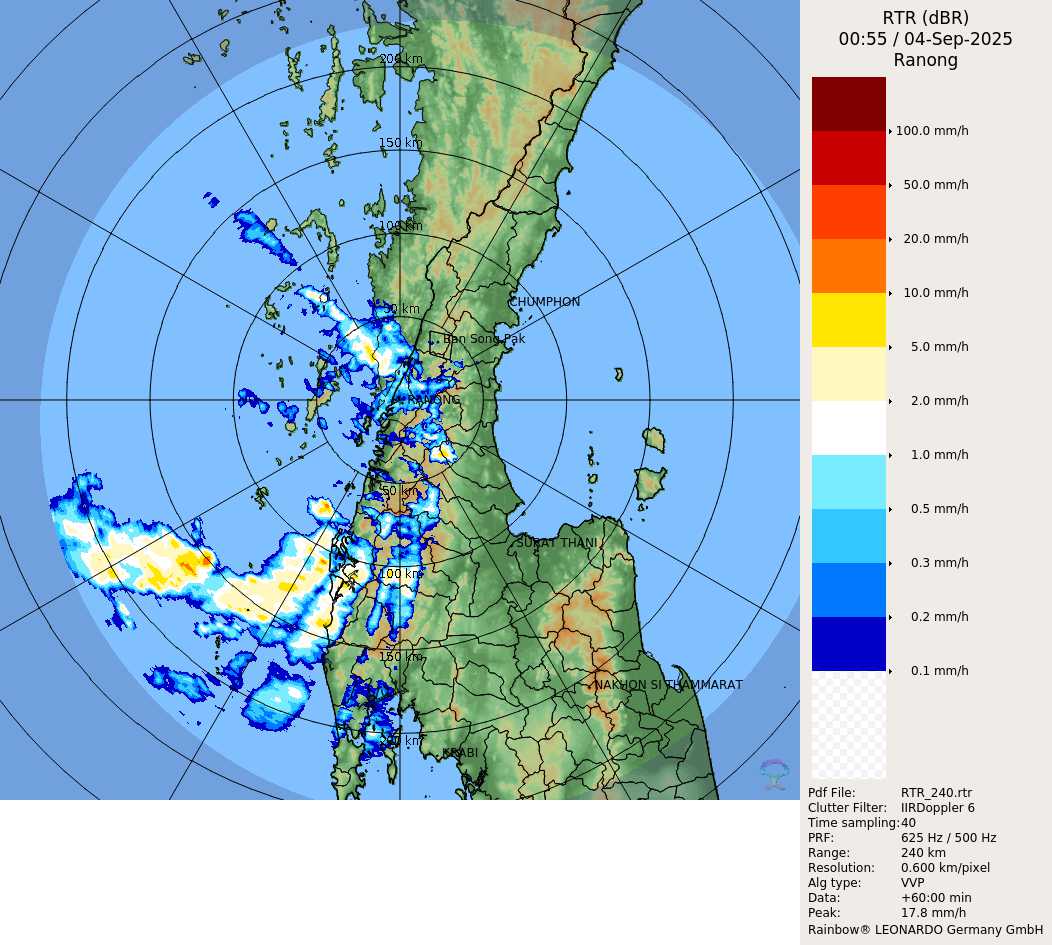 200 km
150 km
100 km
CHUMPHON
50 km
Ban Song Pak
RANONG
50 km
SURAT THANI
100 km
150 km
NAKHON SI THAMMARAT
200 km
KRABI
RTR (dBR)
00:55 / 04-Sep-2025
Ranong
100.0 mm/h
50.0 mm/h
20.0 mm/h
10.0 mm/h
5.0 mm/h
2.0 mm/h
1.0 mm/h
0.5 mm/h
0.3 mm/h
0.2 mm/h
0.1 mm/h
Pdf File: RTR_240.rtr
Clutter Filter: IIRDoppler 6
Time sampling:40
PRF: 625 Hz / 500 Hz
Range: 240 km
Resolution: 0.600 km/pixel
Alg type: VVP
Data: +60:00 min
Peak: 17.8 mm/h
Rainbow® LEONARDO Germany GmbH